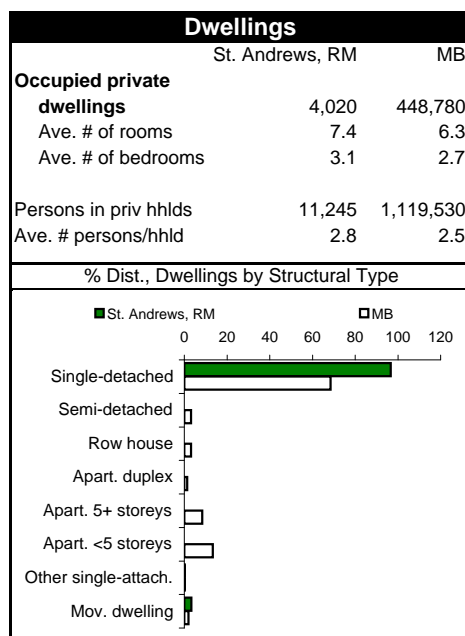 Dwellings
St. Andrews, RM MB
Occupied private
dwellings 4,020 448,780
Ave. # of rooms 7.4 6.3
Ave. # of bedrooms 3.1 2.7
Persons in priv hhlds 11,245 1,119,530
Ave. # persons/hhld 2.8 2.5
% Dist., Dwellings by Structural Type
St. Andrews, RM MB
0 20 40 60 80 100 120
Single-detached
Semi-detached
Row house
Apart. duplex
Apart. 5+ storeys
Apart. <5 storeys
Other single-attach.
Mov. dwelling